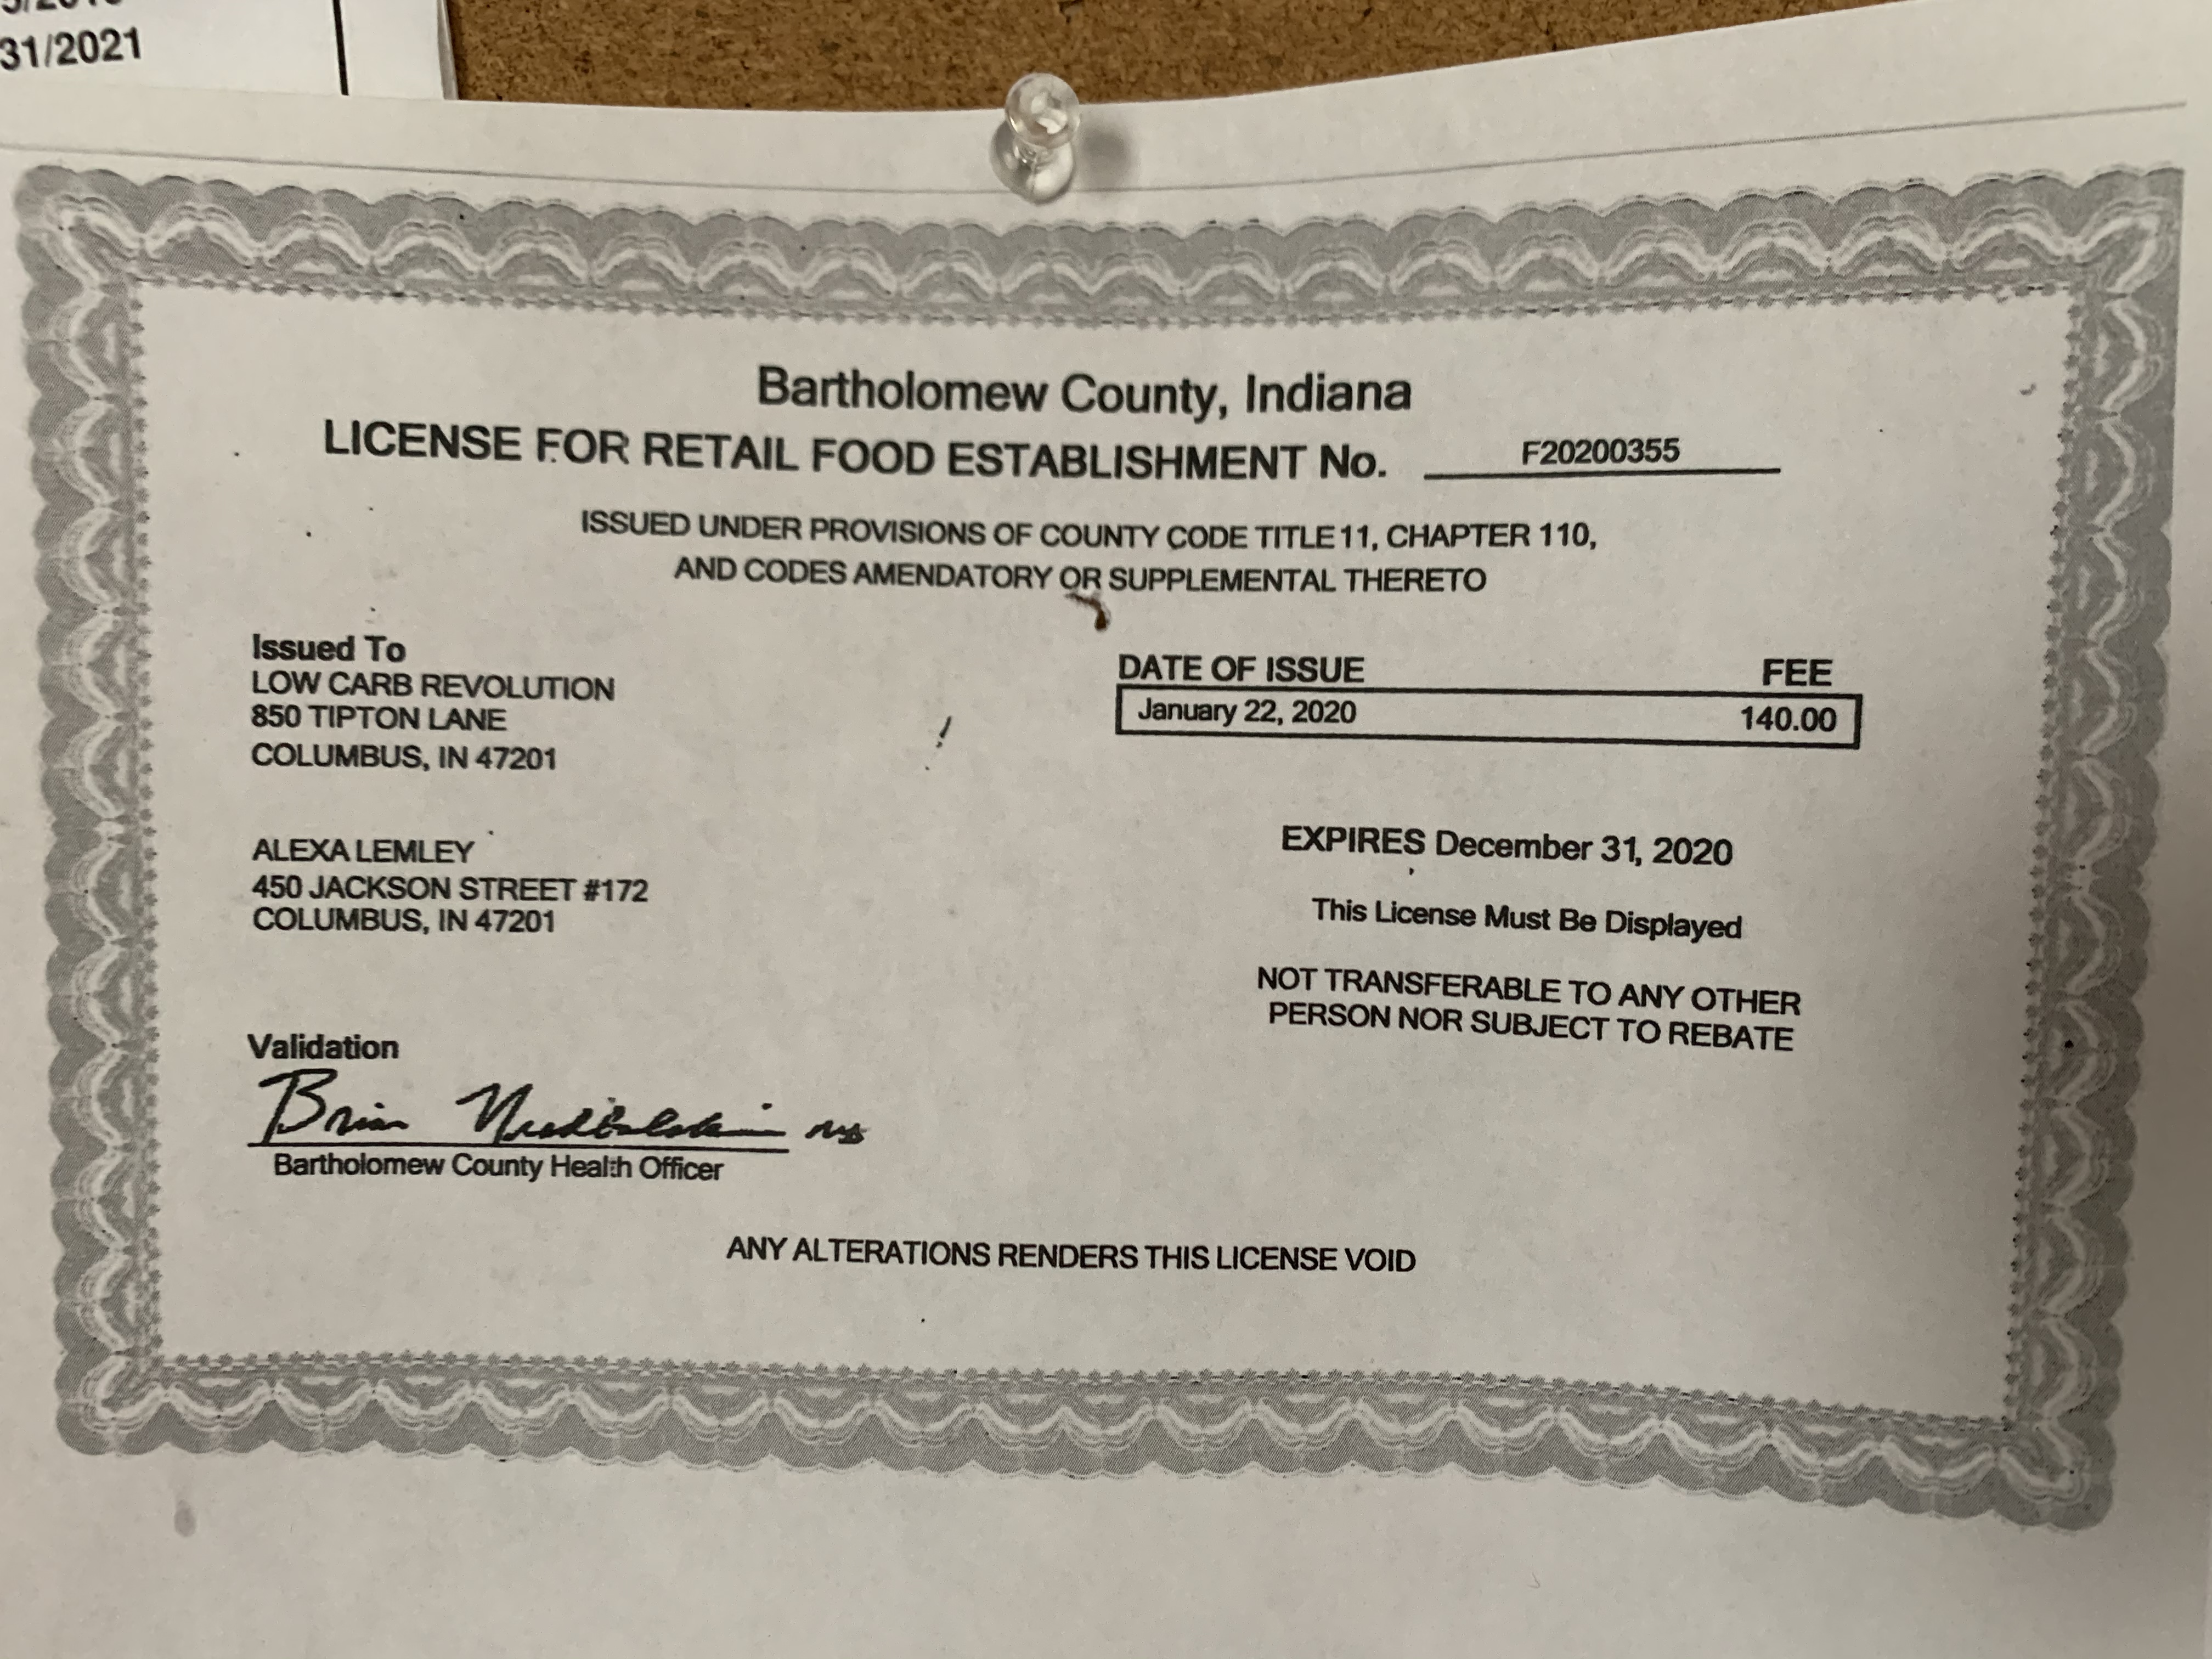 31/2021
Bartholomew County, Indiana
LICENSE FOR RETAIL FOOD ESTABLISHMENT No. F20200355
ISSUED UNDER PROVISIONS OF COUNTY CODE TITLE 11, CHAPTER 110,
AND CODES AMENDATORY OR SUPPLEMENTAL THERETO
Issued To
LOW CARB REVOLUTION
850 TIPTON LANE
COLUMBUS, IN 47201
ALEXA LEMLEY
450 JACKSON STREET #172
COLUMBUS, IN 47201
DATE OF ISSUE FEE
January 22, 2020 140.00
EXPIRES December 31, 2020
This License Must Be Displayed
NOT TRANSFERABLE TO ANY OTHER
PERSON NOR SUBJECT TO REBATE
Validation
Brian
Bartholomew County Health Officer
ANY ALTERATIONS RENDERS THIS LICENSE VOID